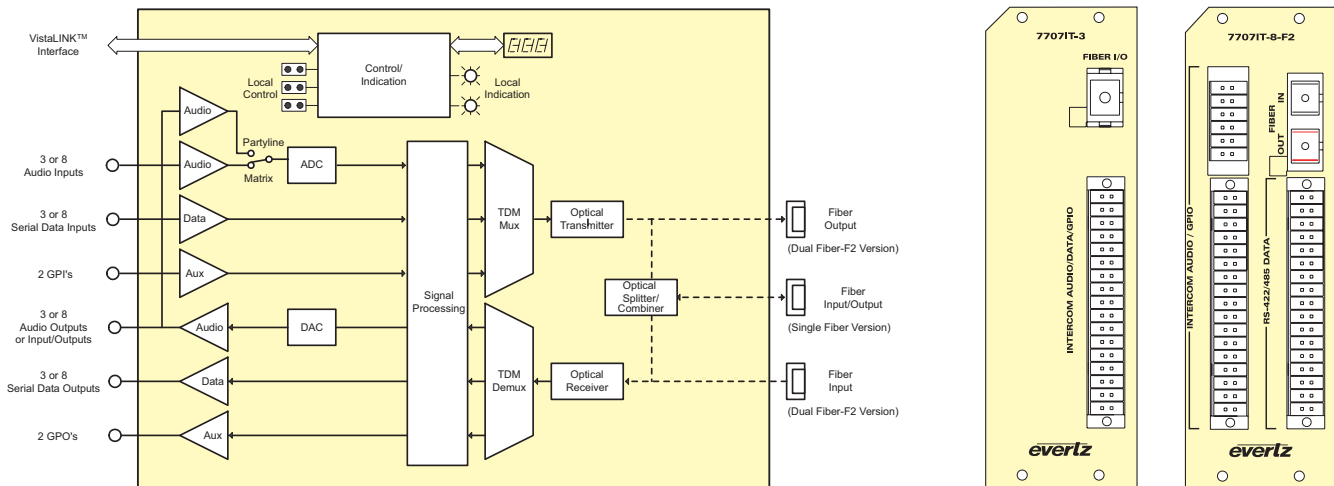 VistaLINK™
Interface
Control/
Indication
Local
Control
Local
Indication
Audio
Partyline
3 or 8
Audio Inputs
Audio
Matrix
ADC
3 or 8
Serial Data Inputs
Data
TDM
Mux
Optical
Transmitter
Fiber
Output
(Dual Fiber-F2 Version)
2 GPI's
Aux
Signal
Processing
Optical
Splitter/
Combiner
Fiber
Input/Output
(Single Fiber Version)
3 or 8
Audio Outputs
or Input/Outputs
Audio
DAC
3 or 8
Serial Data Outputs
Data
TDM
Demux
Optical
Receiver
Fiber
Input
(Dual Fiber-F2 Version)
2 GPO's
Aux
7707IT-3
FIBER I/O
INTERCOM AUDIO/DATA/GPIO
everlz
7707IT-8-F2
INTERCOM AUDIO / GPIO
FIBER
IN
OUT
RS-422/485 DATA
everlz